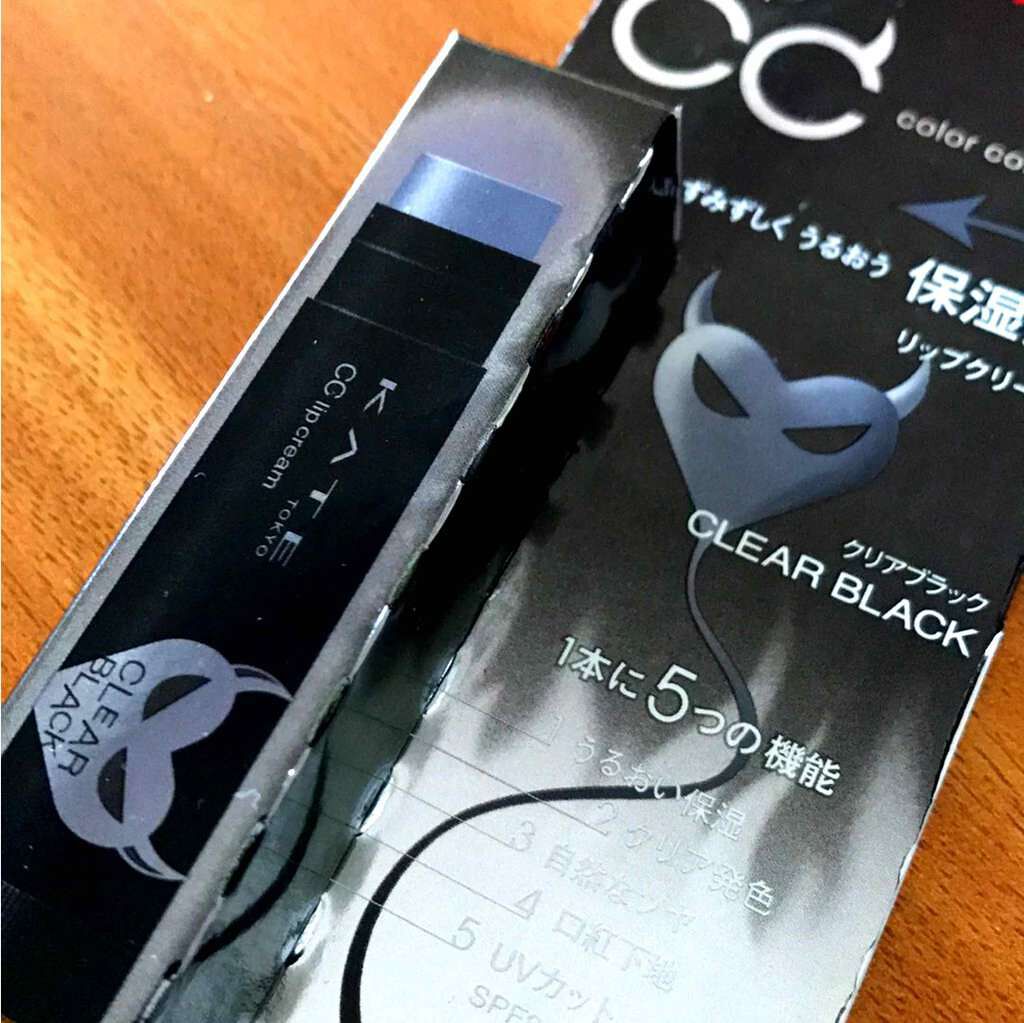 CC
color
みずみずしく うるおう
保湿
リップクリー
クリアブラック
CLEAR BLACK
1本に5つの機能
1 うるおい保湿
2 クリア発色
3 自然なツヤ
4 口紅下地
5 UVカット
KATE
TOKYO
CC lip cream
CLEAR
BLACK